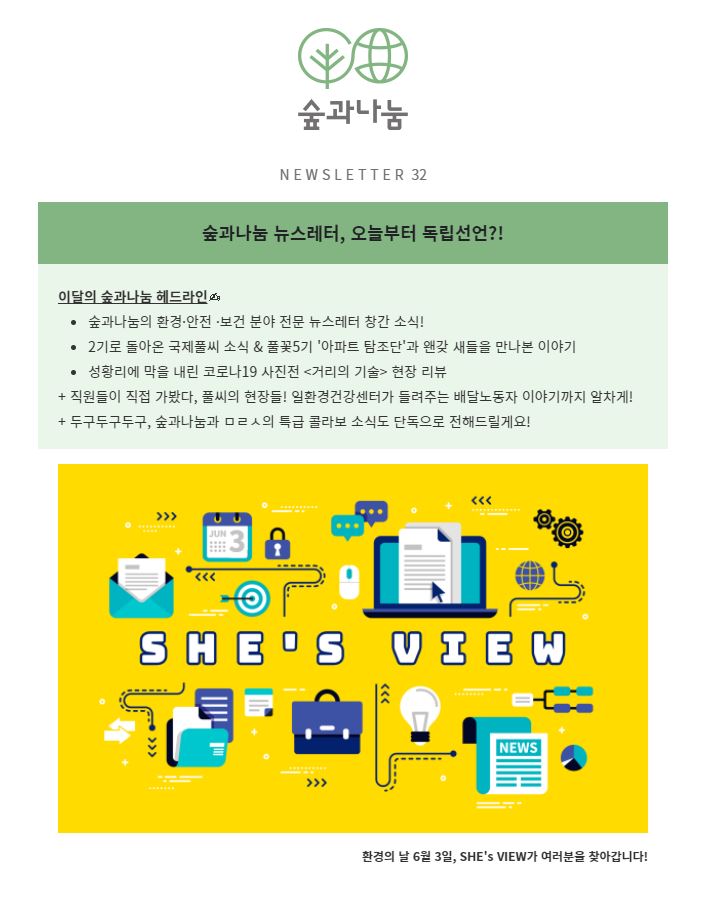 숲과나눔
NEWSLETTER 32
숲과나눔 뉴스레터, 오늘부터 독립선언?!
이달의 숲과나눔 헤드라인✍
• 숲과나눔의 환경·안전 ·보건 분야 전문 뉴스레터 창간 소식!
• 2기로 돌아온 국제풀씨 소식 & 풀꽃5기 '아파트 탐조단'과 왠갖 새들을 만나본 이야기
• 성황리에 막을 내린 코로나19 사진전 <거리의 기술> 현장 리뷰
+ 직원들이 직접 가봤다, 풀씨의 현장들! 일환경건강센터가 들려주는 배달노동자 이야기까지 알차게!
+ 두구두구두구, 숲과나눔과 ㅁㄹㅅ의 특급 콜라보 소식도 단독으로 전해드릴게요!
JUN 3
SHE'S VIEW
NEWS
환경의 날 6월 3일, SHE's VIEW가 여러분을 찾아갑니다!